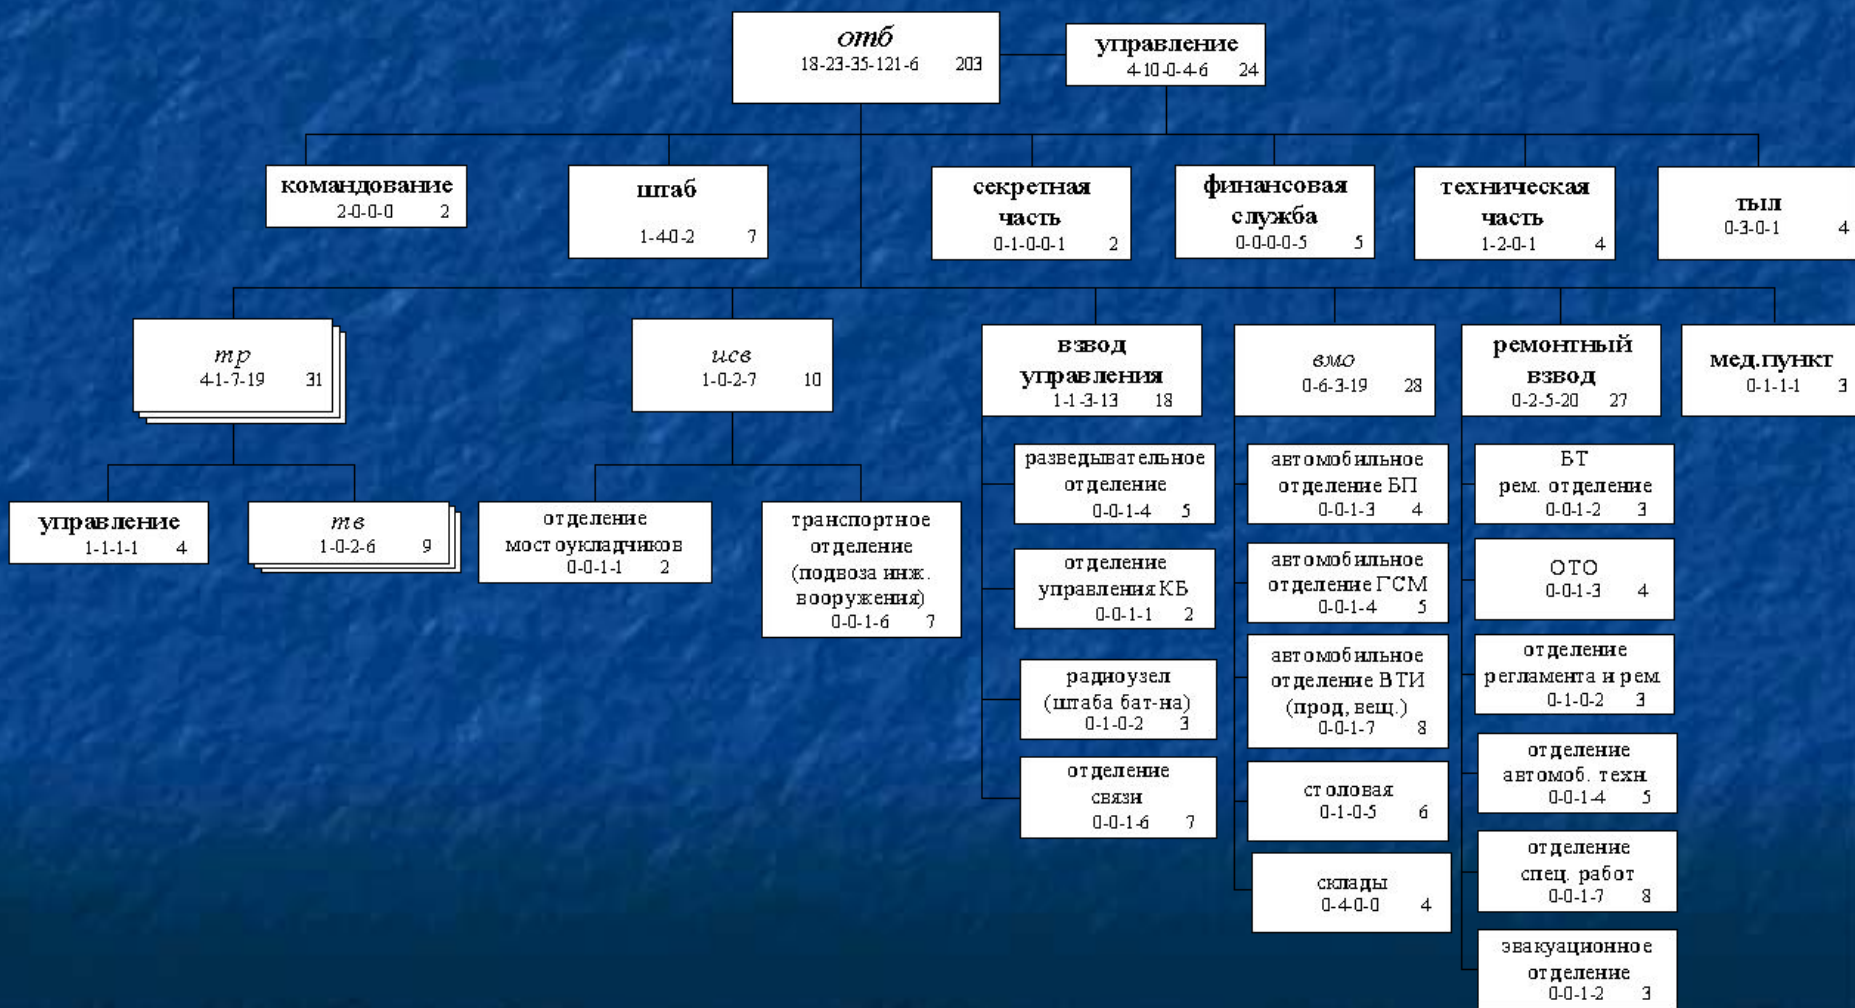 отб
18-23-35-121-6 203
управление
4-10-0-4-6 24
командование
2-0-0-0 2
штаб
1-4-0-2 7
секретная
часть
0-1-0-0-1 2
финансовая
служба
0-0-0-0-5 5
техническая
часть
1-2-0-1 4
тыл
0-3-0-1 4
тр
4-1-7-19 31
исв
1-0-2-7 10
взвод
управления
1-1-3-13 18
вмо
0-6-3-19 28
ремонтный
взвод
0-2-5-20 27
мед.пункт
0-1-1-1 3
управление
1-1-1-1 4
тв
1-0-2-6 9
отделение
мостоукладчиков
0-0-1-1 2
транспортное
отделение
(подвоза инж.
вооружения)
0-0-1-6 7
разведывательное
отделение
0-0-1-4 5
отделение
управления КБ
0-0-1-1 2
радиоузел
(штаба бат-на)
0-1-0-2 3
отделение
связи
0-0-1-6 7
автомобильное
отделение БП
0-0-1-3 4
автомобильное
отделение ГСМ
0-0-1-4 5
автомобильное
отделение ВТИ
(прод, вещ.)
0-0-1-7 8
столовая
0-1-0-5 6
склады
0-4-0-0 4
БТ
рем. отделение
0-0-1-2 3
ОТО
0-0-1-3 4
отделение
регламента и рем
0-1-0-2 3
отделение
автомоб. техн.
0-0-1-4 5
отделение
спец. работ
0-0-1-7 8
эвакуационное
отделение
0-0-1-2 3